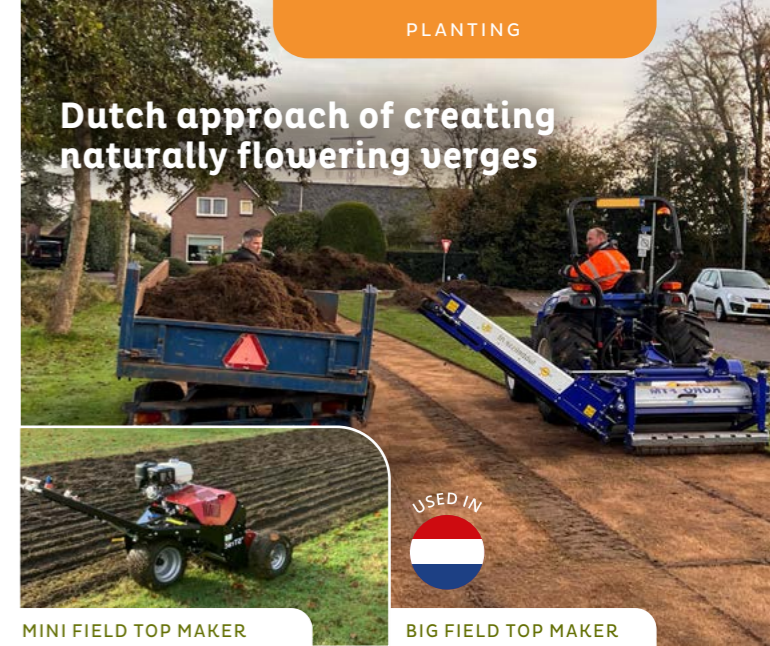 PLANTING
Dutch approach of creating
naturally flowering verges
USED IN
MINI FIELD TOP MAKER
BIG FIELD TOP MAKER